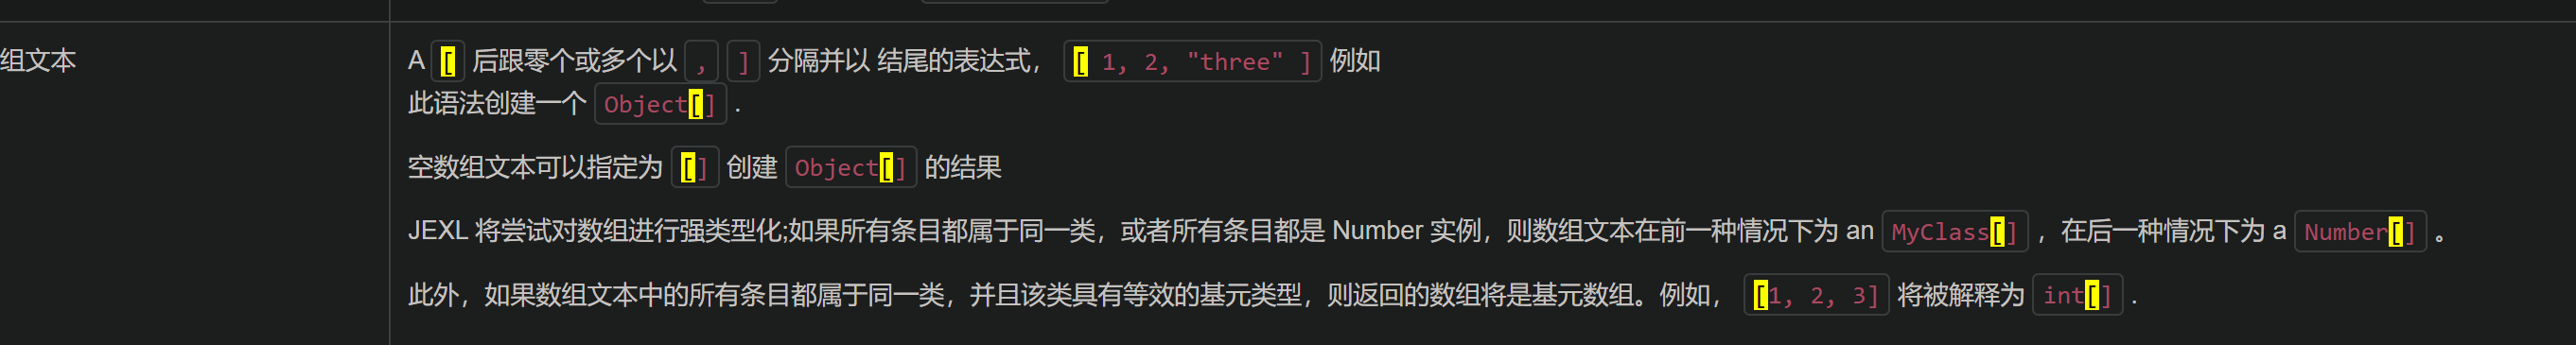 组文本
A [ 后跟零个或多个以 , ] 分隔并以 结尾的表达式， [ 1, 2, "three" ] 例如
此语法创建一个 Object[] .
空数组文本可以指定为 [] 创建 Object[] 的结果
JEXL 将尝试对数组进行强类型化;如果所有条目都属于同一类，或者所有条目都是 Number 实例，则数组文本在前一种情况下为 an MyClass[] ，在后一种情况下为 a Number[] 。
此外，如果数组文本中的所有条目都属于同一类，并且该类具有等效的基元类型，则返回的数组将是基元数组。例如， [1, 2, 3] 将被解释为 int[] .